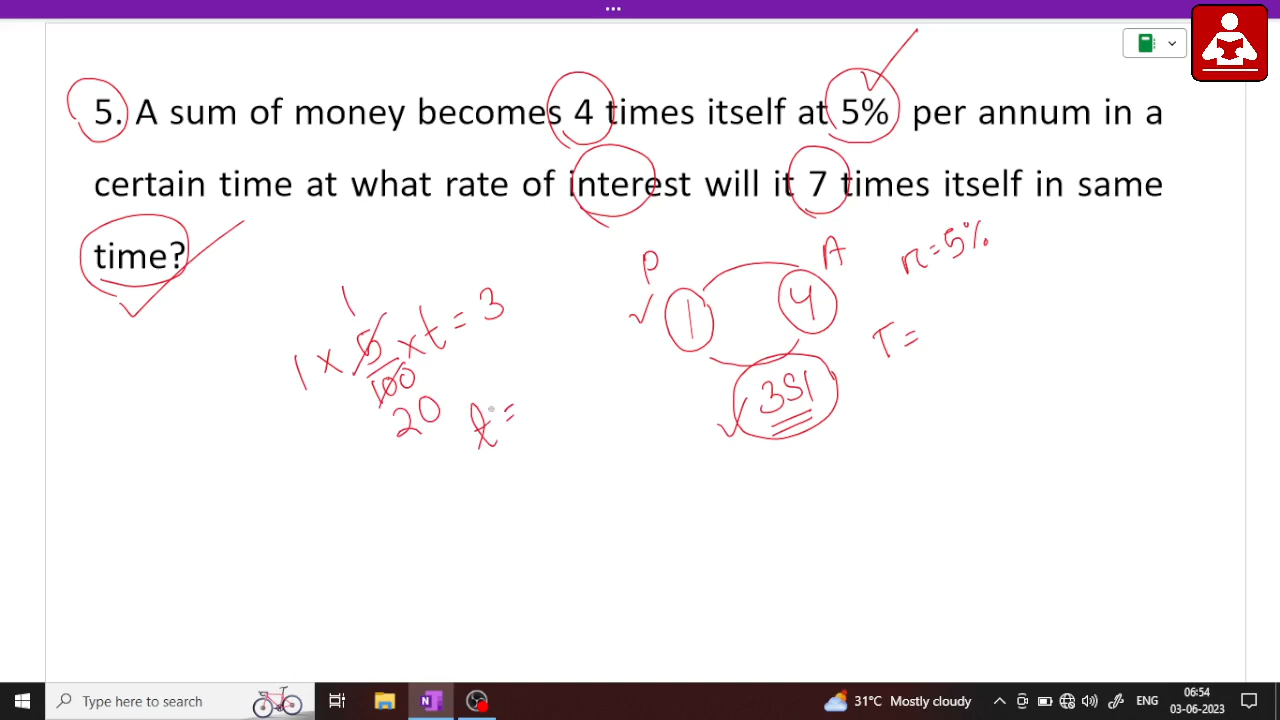 5. A sum of money becomes 4 times itself at 5% per annum in a
certain time at what rate of interest will it 7 times itself in same
time?
P A r=5%
1 4
1
1 × 5/100 × t = 3
20
T =
3SI
t =
Type here to search
31°C Mostly cloudy
ENG
06:54
03-06-2023